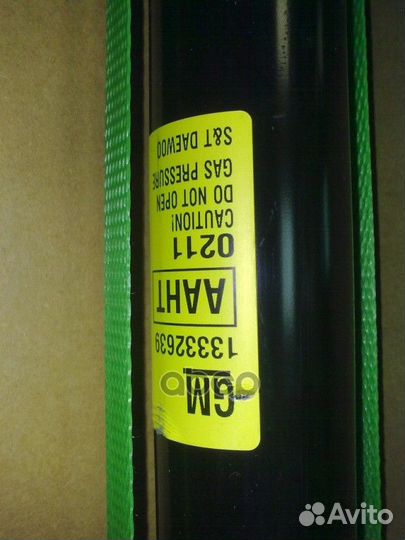 GM
13332639
AAHT
0211
CAUTION!
DO NOT OPEN
GAS PRESSURE
S&T DAEWOO
Avito